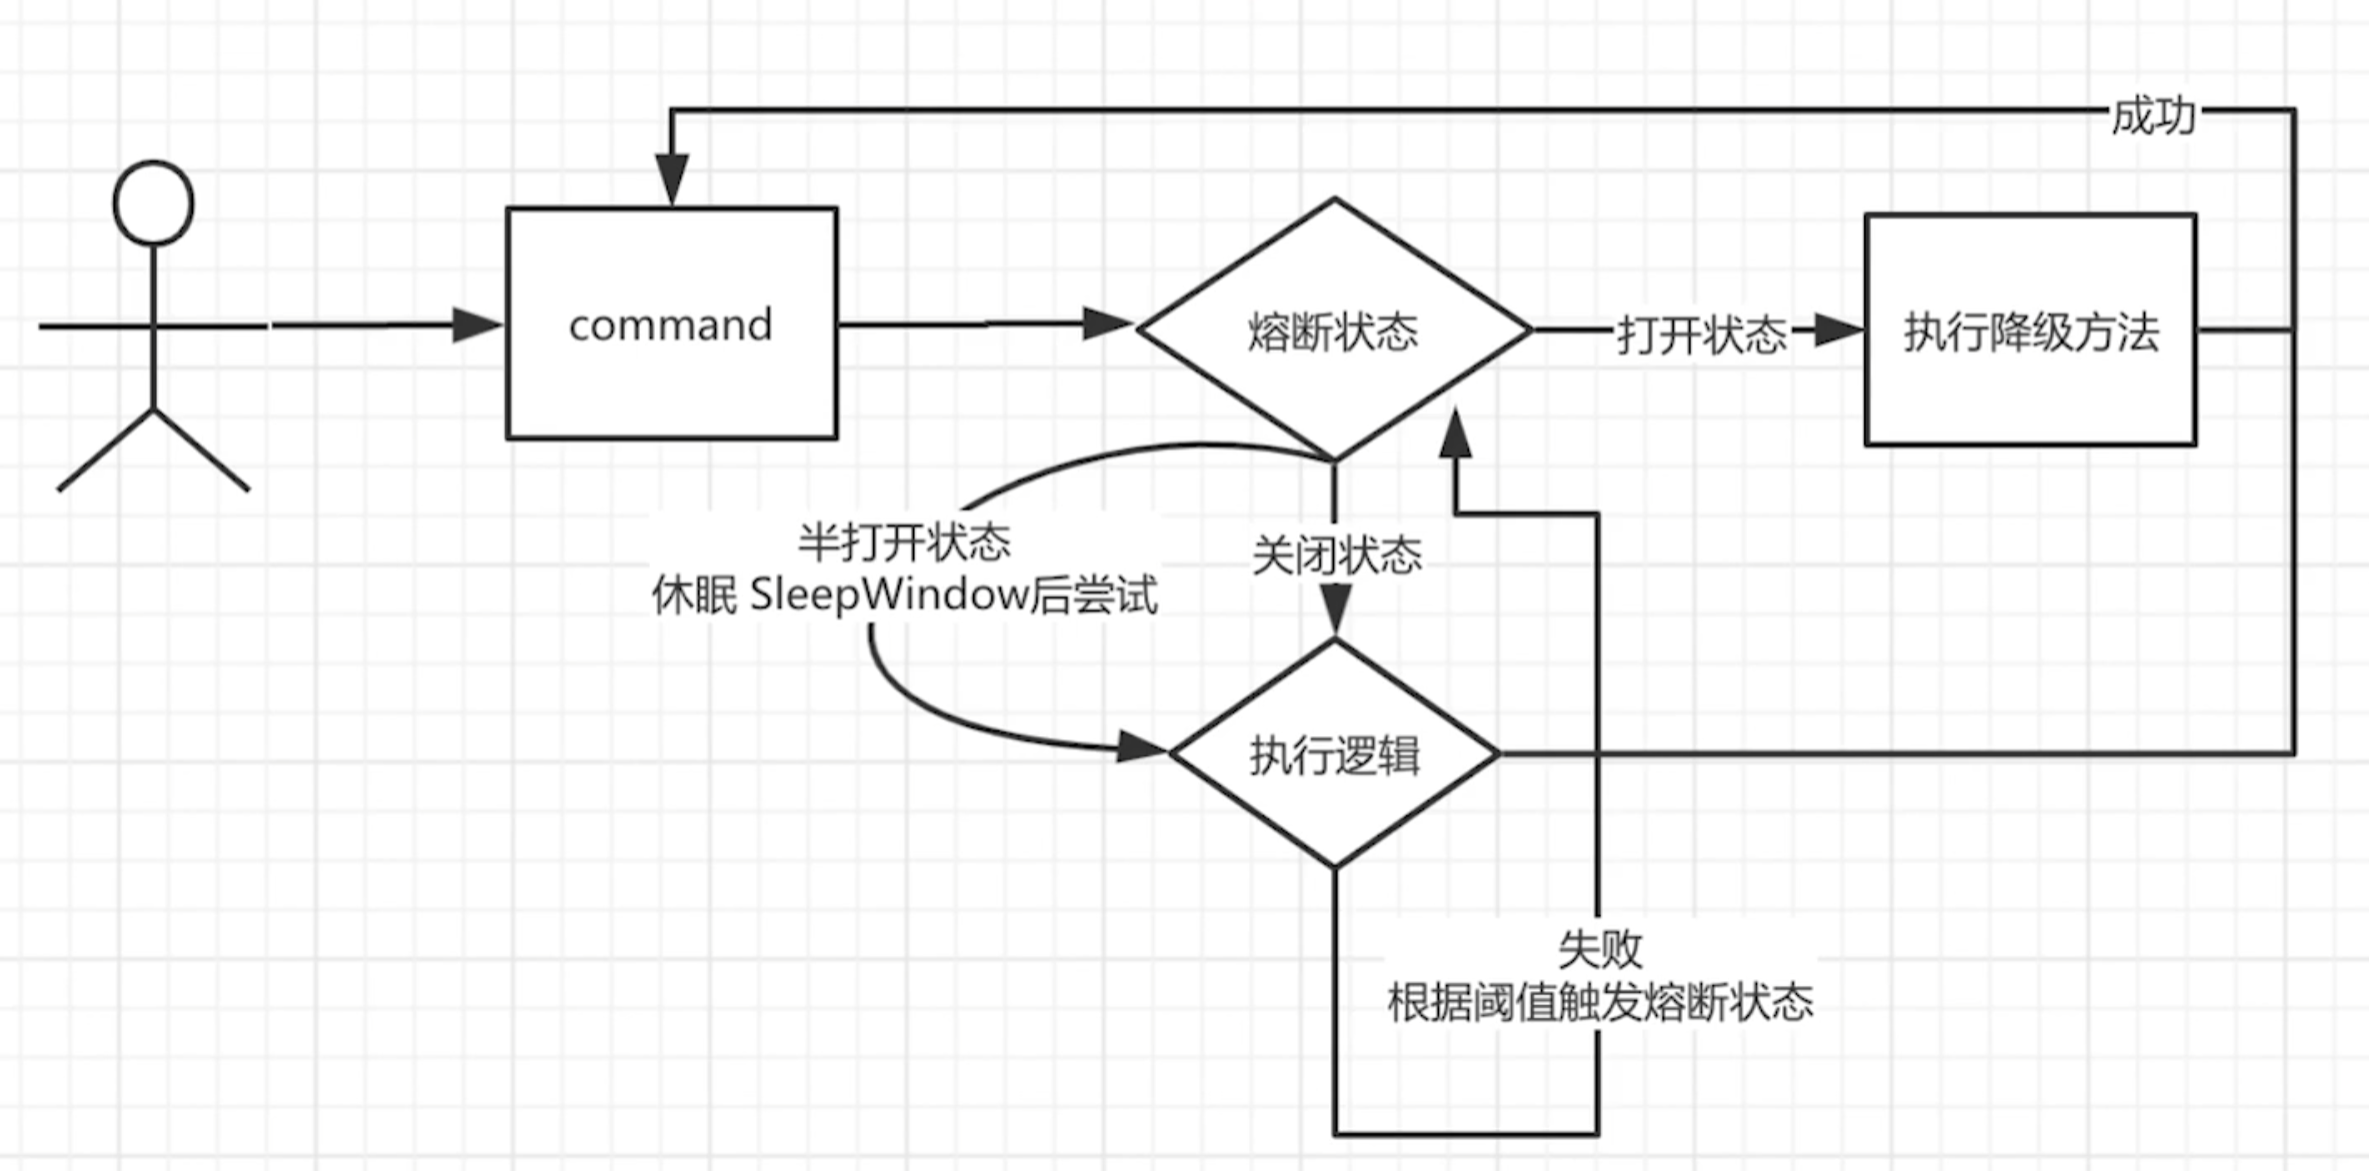 成功
command
熔断状态
打开状态
执行降级方法
半打开状态
休眠 SleepWindow后尝试
关闭状态
执行逻辑
失败
根据阈值触发熔断状态